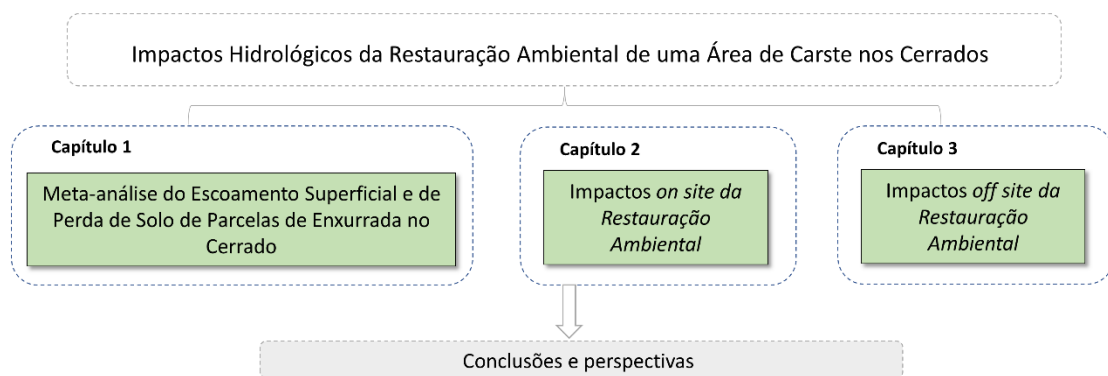 Impactos Hidrológicos da Restauração Ambiental de uma Área de Carste nos Cerrados
Capítulo 1
Meta-análise do Escoamento Superficial e de
Perda de Solo de Parcelas de Enxurrada no
Cerrado
Capítulo 2
Impactos on site da
Restauração
Ambiental
Capítulo 3
Impactos off site da
Restauração
Ambiental
Conclusões e perspectivas